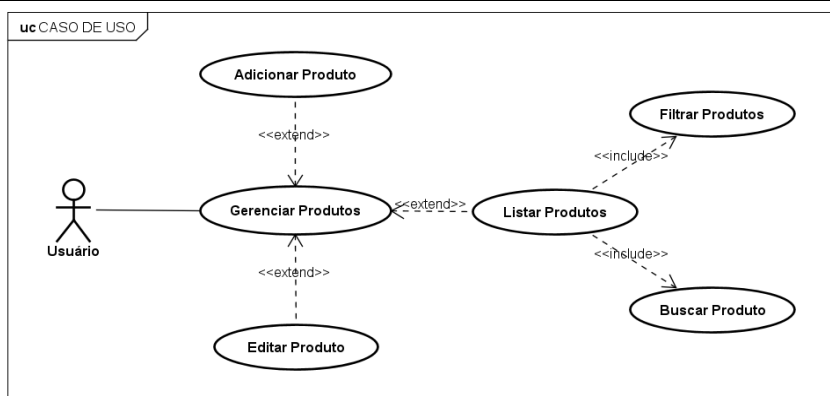 uc CASO DE USO
Adicionar Produto
Filtrar Produtos
<<extend>>
<<include>>
Gerenciar Produtos
<<extend>>
Listar Produtos
Usuário
<<extend>>
<<include>>
Buscar Produto
Editar Produto